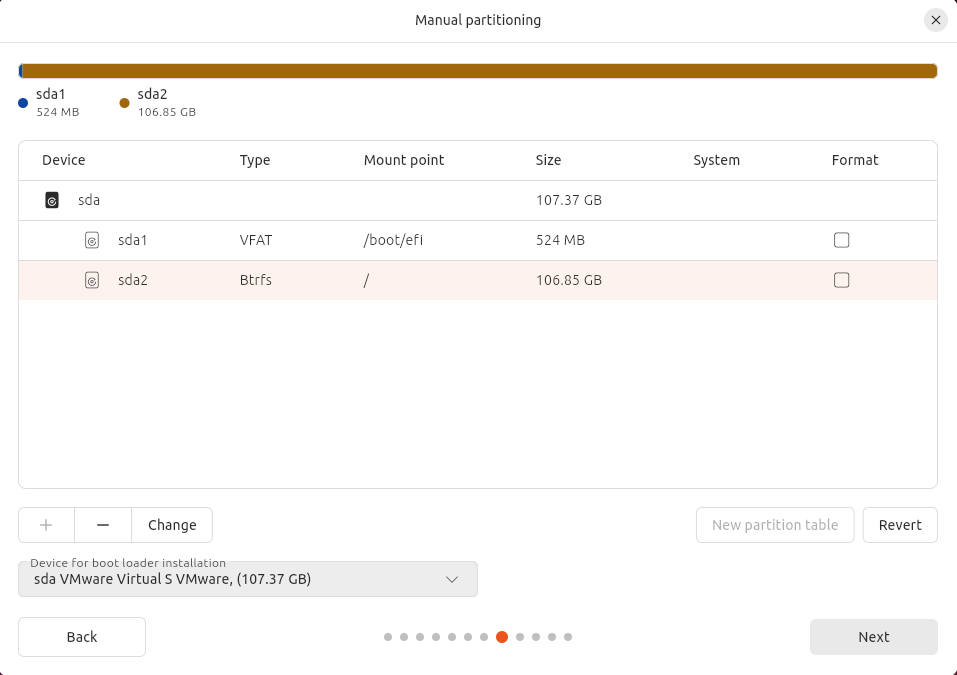 Manual partitioning
sda1
524 MB
sda2
106.85 GB
Device Type Mount point Size System Format
sda 107.37 GB
sda1 VFAT /boot/efi 524 MB
sda2 Btrfs / 106.85 GB
+ − Change New partition table Revert
Device for boot loader installation
sda VMware Virtual S VMware, (107.37 GB)
Back Next